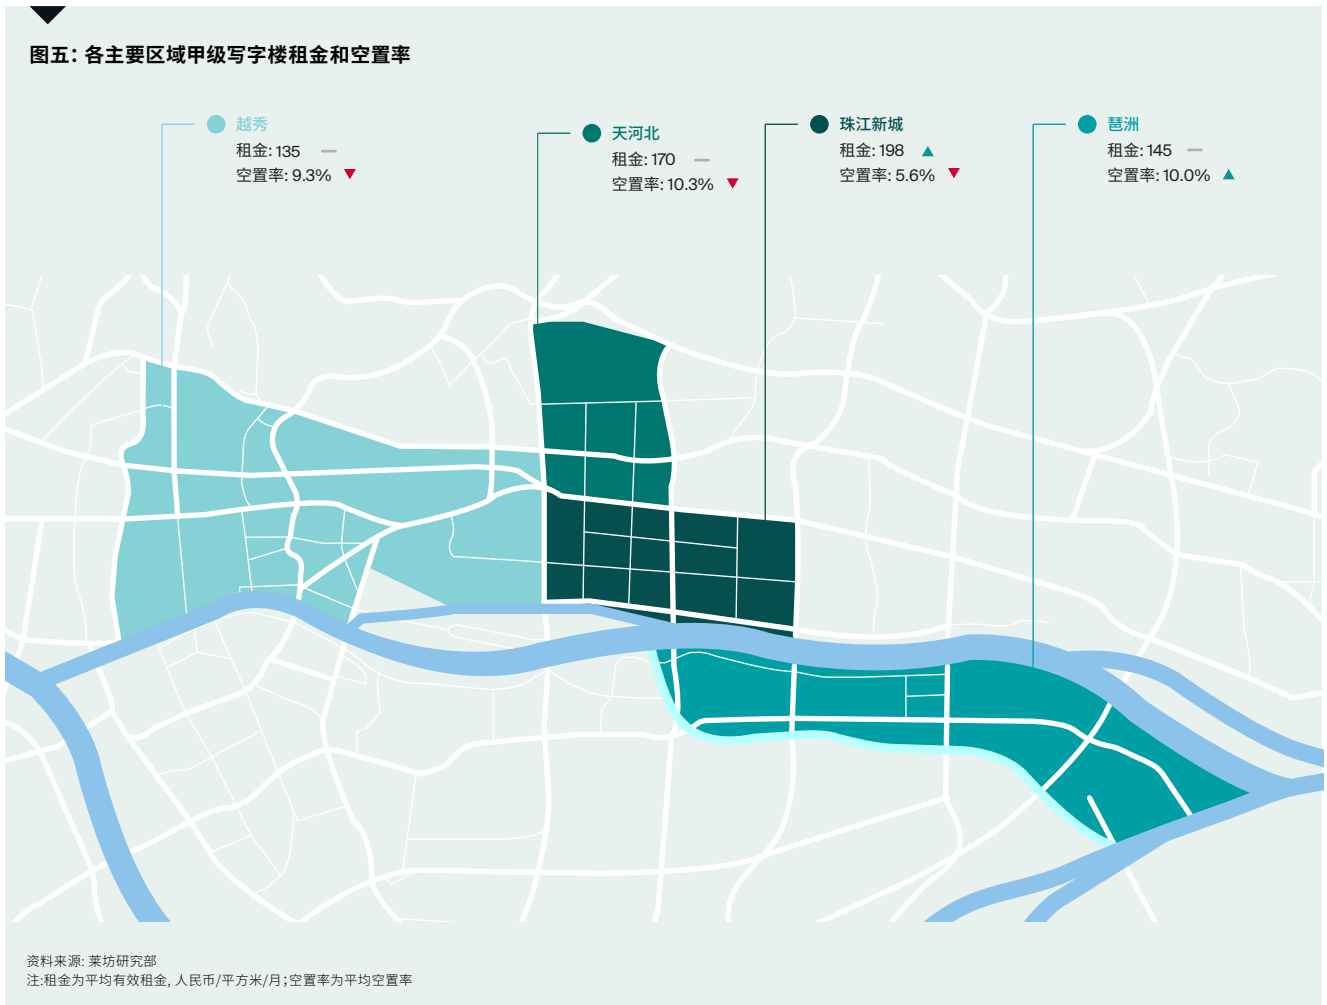 图五：各主要区域甲级写字楼租金和空置率
越秀
租金: 135
空置率: 9.3%
天河北
租金: 170
空置率: 10.3%
珠江新城
租金: 198
空置率: 5.6%
琶洲
租金: 145
空置率: 10.0%
资料来源: 莱坊研究部
注:租金为平均有效租金, 人民币/平方米/月；空置率为平均空置率